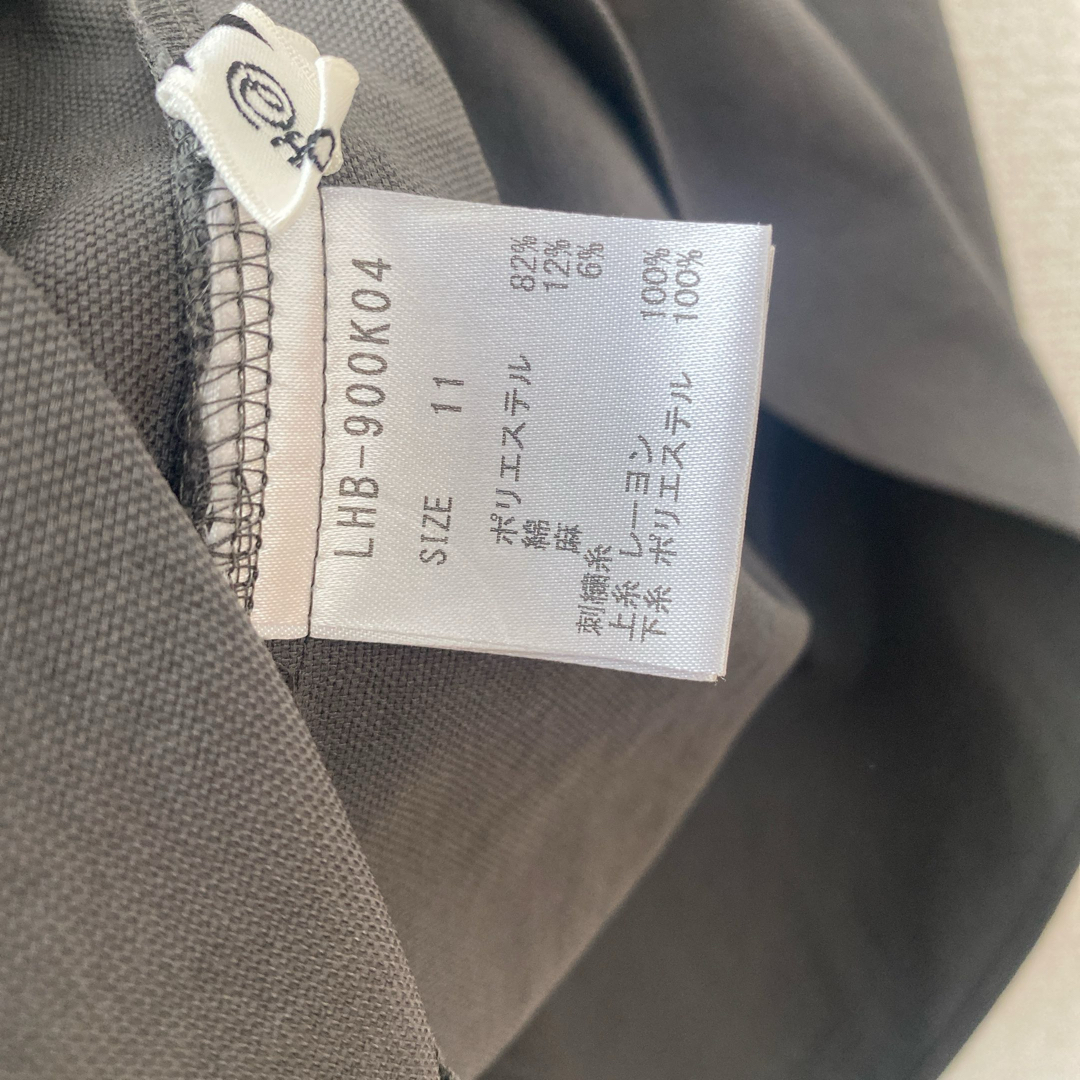 LHB-900K04
SIZE 11
ポリエステル 82%
綿 12%
麻 6%
刺繍糸
上糸 レーヨン 100%
下糸 ポリエステル 100%